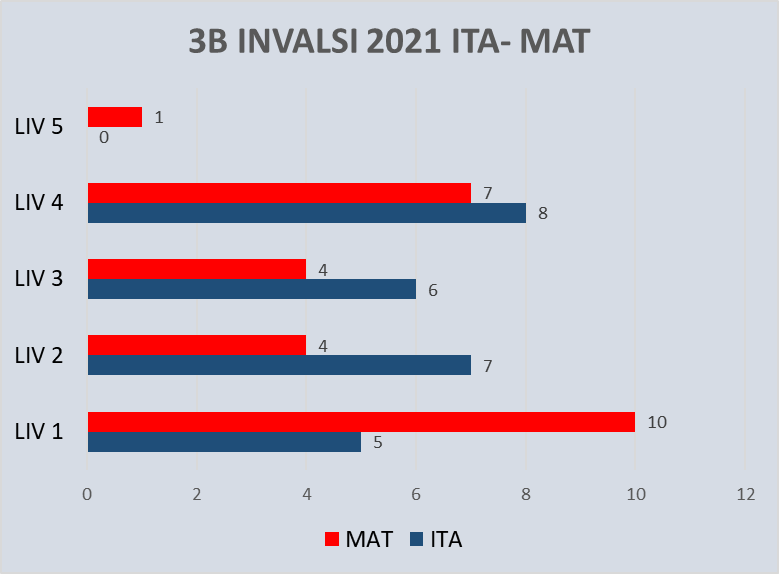 3B INVALSI 2021 ITA- MAT
LIV 5
1
0
LIV 4
7
8
LIV 3
4
6
LIV 2
4
7
LIV 1
10
5
0 2 4 6 8 10 12
MAT ITA